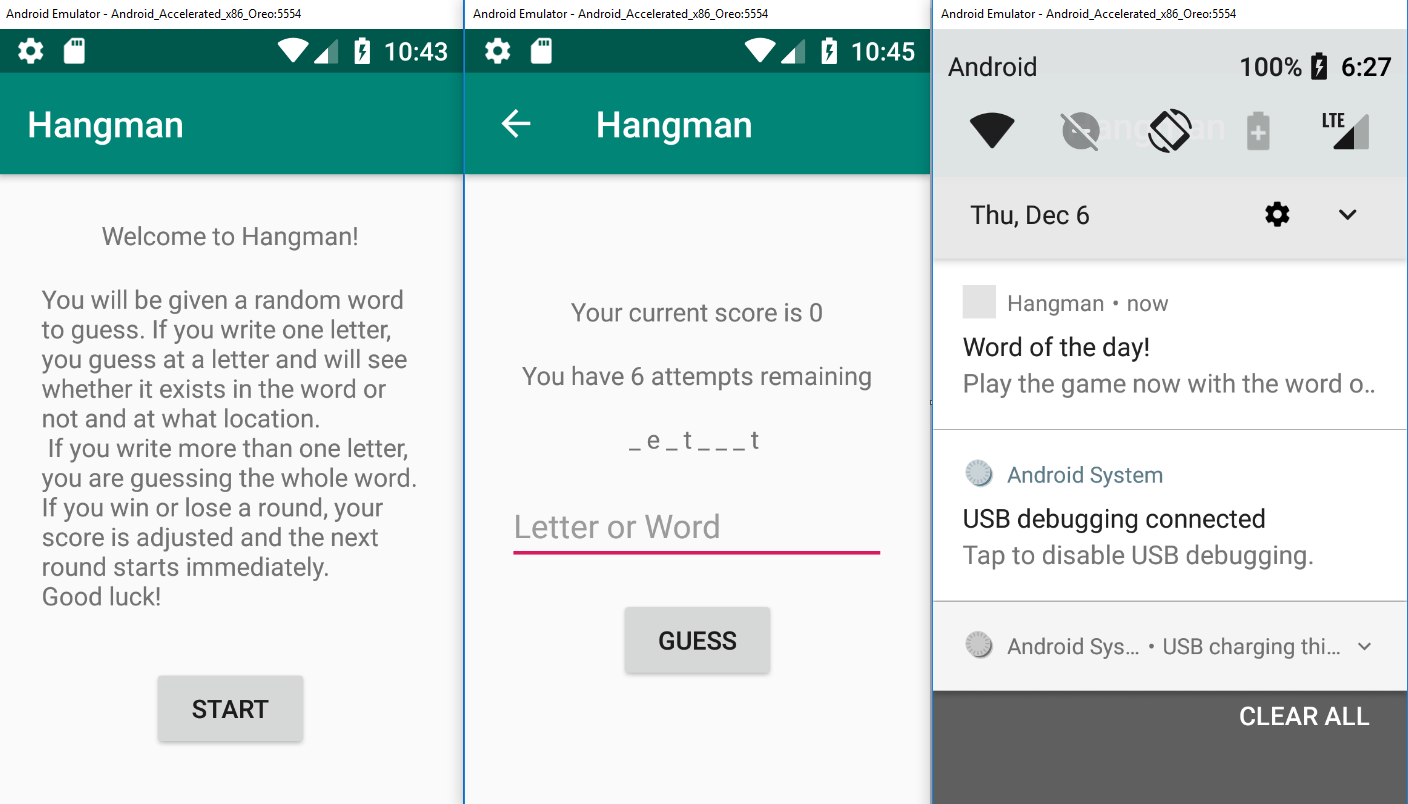 Android Emulator - Android_Accelerated_x86_Oreo:5554
10:43
Hangman
Welcome to Hangman!
You will be given a random word
to guess. If you write one letter,
you guess at a letter and will see
whether it exists in the word or
not and at what location.
If you write more than one letter,
you are guessing the whole word.
If you win or lose a round, your
score is adjusted and the next
round starts immediately.
Good luck!
START
Android Emulator - Android_Accelerated_x86_Oreo:5554
10:45
Hangman
Your current score is 0
You have 6 attempts remaining
_ e _ t _ _ _ t
Letter or Word
GUESS
Android Emulator - Android_Accelerated_x86_Oreo:5554
Android 100% 6:27
Hangman
LTE
Thu, Dec 6
Hangman • now
Word of the day!
Play the game now with the word o..
Android System
USB debugging connected
Tap to disable USB debugging.
Android Sys... • USB charging thi...
CLEAR ALL